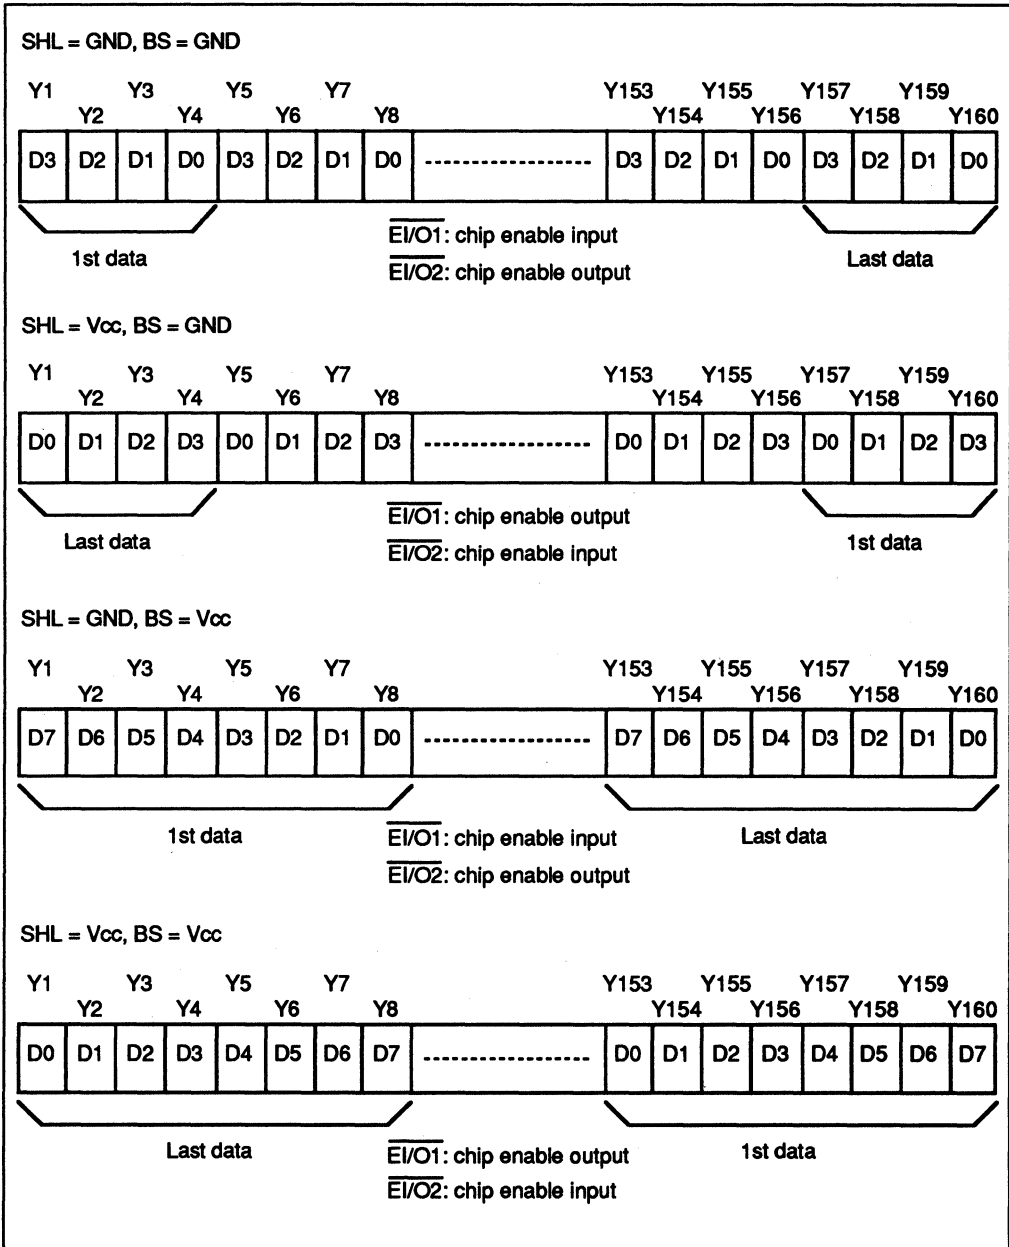 SHL = GND, BS = GND
Y1 Y3 Y5 Y7 Y153 Y155 Y157 Y159
Y2 Y4 Y6 Y8 Y154 Y156 Y158 Y160
D3 D2 D1 D0 D3 D2 D1 D0 D3 D2 D1 D0 D3 D2 D1 D0
1st data
EI/O1: chip enable input
EI/O2: chip enable output
Last data
SHL = Vcc, BS = GND
Y1 Y3 Y5 Y7 Y153 Y155 Y157 Y159
Y2 Y4 Y6 Y8 Y154 Y156 Y158 Y160
D0 D1 D2 D3 D0 D1 D2 D3 D0 D1 D2 D3 D0 D1 D2 D3
Last data
EI/O1: chip enable output
EI/O2: chip enable input
1st data
SHL = GND, BS = Vcc
Y1 Y3 Y5 Y7 Y153 Y155 Y157 Y159
Y2 Y4 Y6 Y8 Y154 Y156 Y158 Y160
D7 D6 D5 D4 D3 D2 D1 D0 D7 D6 D5 D4 D3 D2 D1 D0
1st data
EI/O1: chip enable input
EI/O2: chip enable output
Last data
SHL = Vcc, BS = Vcc
Y1 Y3 Y5 Y7 Y153 Y155 Y157 Y159
Y2 Y4 Y6 Y8 Y154 Y156 Y158 Y160
D0 D1 D2 D3 D4 D5 D6 D7 D0 D1 D2 D3 D4 D5 D6 D7
Last data
EI/O1: chip enable output
EI/O2: chip enable input
1st data